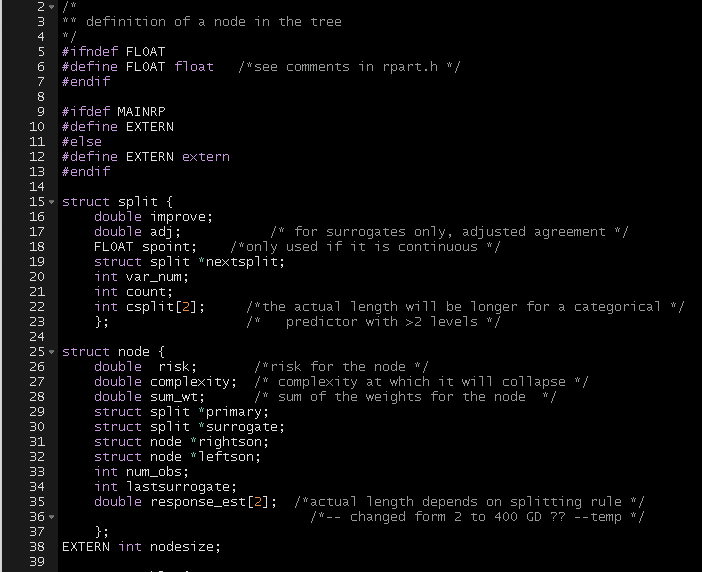 2 /*
3 ** definition of a node in the tree
4 */
5 #ifndef FLOAT
6 #define FLOAT float   /*see comments in rpart.h */
7 #endif
8
9 #ifdef MAINRP
10 #define EXTERN
11 #else
12 #define EXTERN extern
13 #endif
14
15 struct split {
16     double improve;
17     double adj;           /* for surrogates only, adjusted agreement */
18     FLOAT spoint;    /*only used if it is continuous */
19     struct split *nextsplit;
20     int var_num;
21     int count;
22     int csplit[2];     /*the actual length will be longer for a categorical */
23     };                 /*   predictor with >2 levels */
24
25 struct node {
26     double  risk;       /*risk for the node */
27     double complexity;  /* complexity at which it will collapse */
28     double sum_wt;      /* sum of the weights for the node  */
29     struct split *primary;
30     struct split *surrogate;
31     struct node *rightson;
32     struct node *leftson;
33     int num_obs;
34     int lastsurrogate;
35     double response_est[2];  /*actual length depends on splitting rule */
36                                /*-- changed form 2 to 400 GD ?? --temp */
37     };
38 EXTERN int nodesize;
39